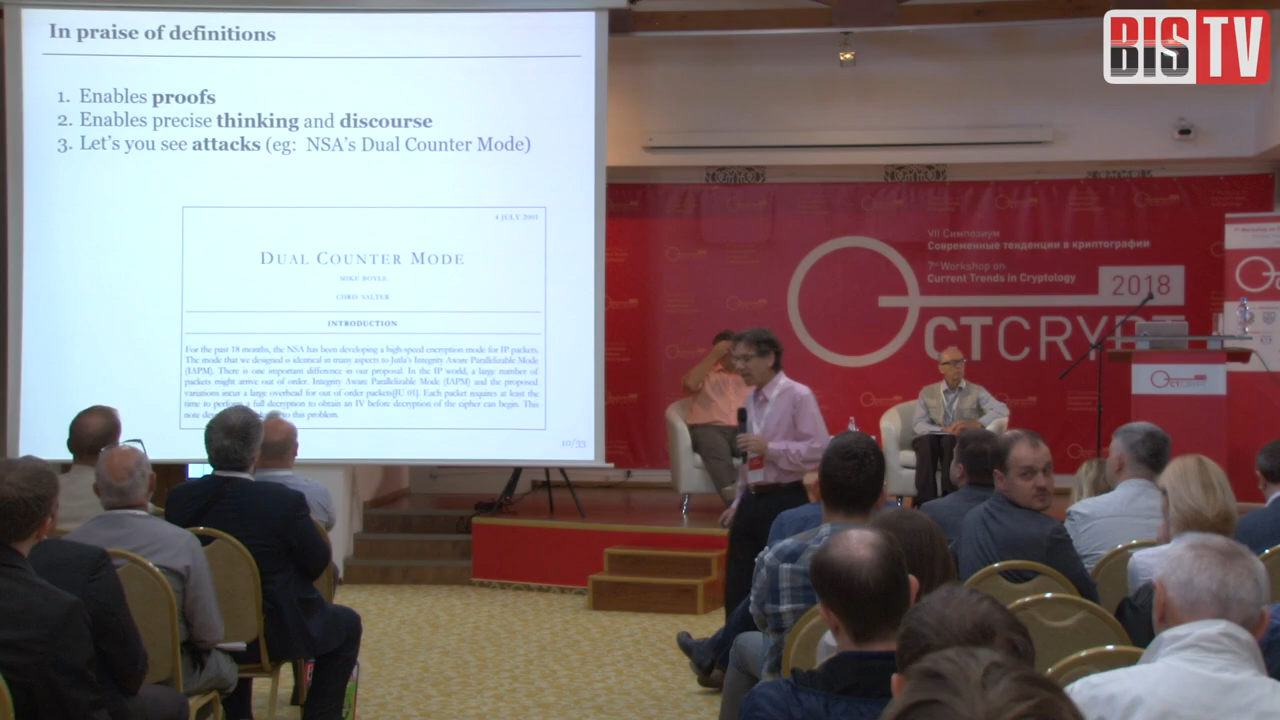 In praise of definitions
1. Enables proofs
2. Enables precise thinking and discourse
3. Let's you see attacks (eg: NSA's Dual Counter Mode)
4 JULY 2001
DUAL COUNTER MODE
MIKE BOYLE
CHRIS SALTER
INTRODUCTION
For the past 18 months, the NSA has been developing a high-speed encryption mode for IP packets.
The mode that we designed is identical in many aspects to Jutla's Integrity Aware Parallelizable Mode
(IAPM). There is one important difference in our proposal. In the IP world, a large number of
packets might arrive out of order. Integrity Aware Parallelizable Mode (IAPM) and the proposed
variations incur a large overhead for out of order packets[JU 01]. Each packet requires at least the
time to perform a full decryption to obtain an IV before decryption of the cipher can begin. This
note to this problem.
10/33
BISTV
VII Симпозиум
Современные тенденции в криптографии
7th Workshop on
Current Trends in Cryptology
2018
CTCRYPT
CTCRYPT